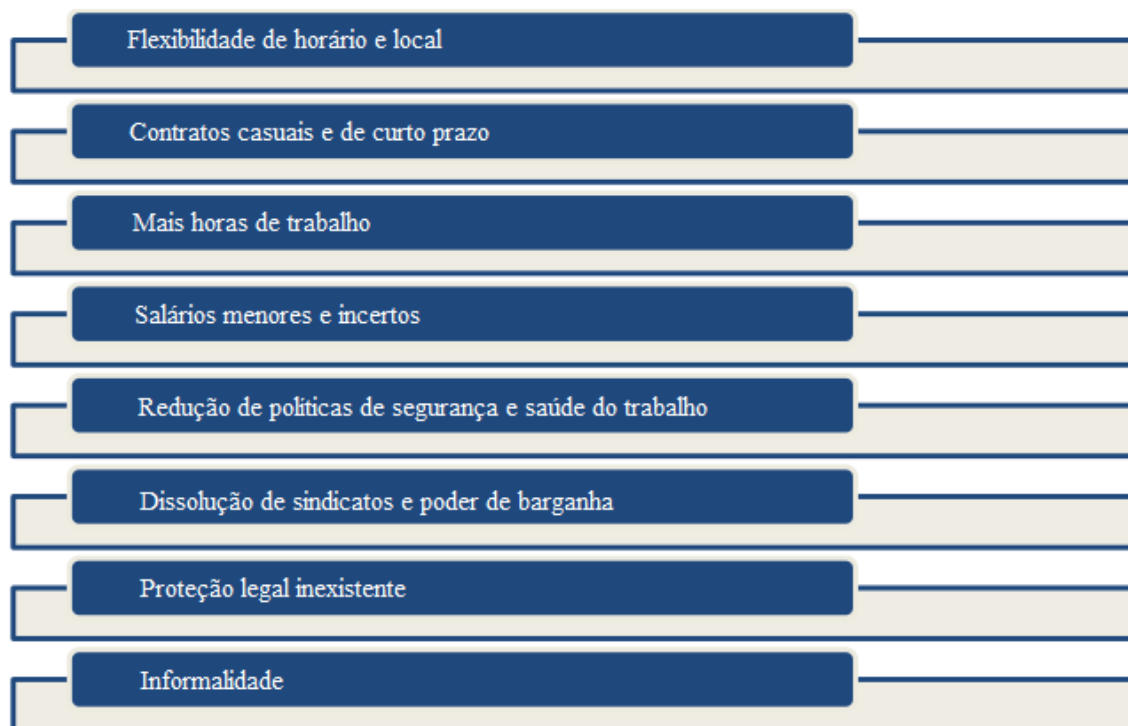 Flexibilidade de horário e local
Contratos casuais e de curto prazo
Mais horas de trabalho
Salários menores e incertos
Redução de políticas de segurança e saúde do trabalho
Dissolução de sindicatos e poder de barganha
Proteção legal inexistente
Informalidade